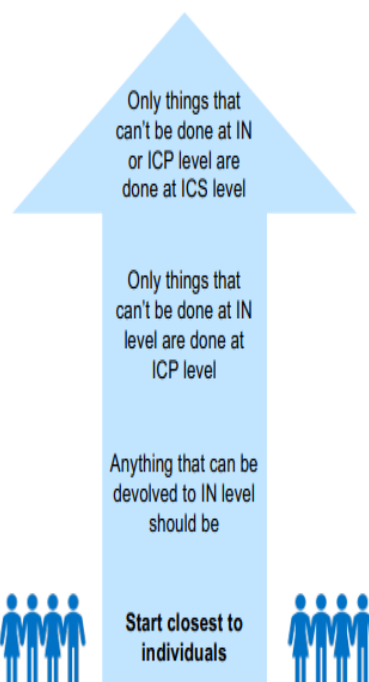 Only things that
can't be done at IN
or ICP level are
done at ICS level
Only things that
can't be done at IN
level are done at
ICP level
Anything that can be
devolved to IN level
should be
Start closest to
individuals